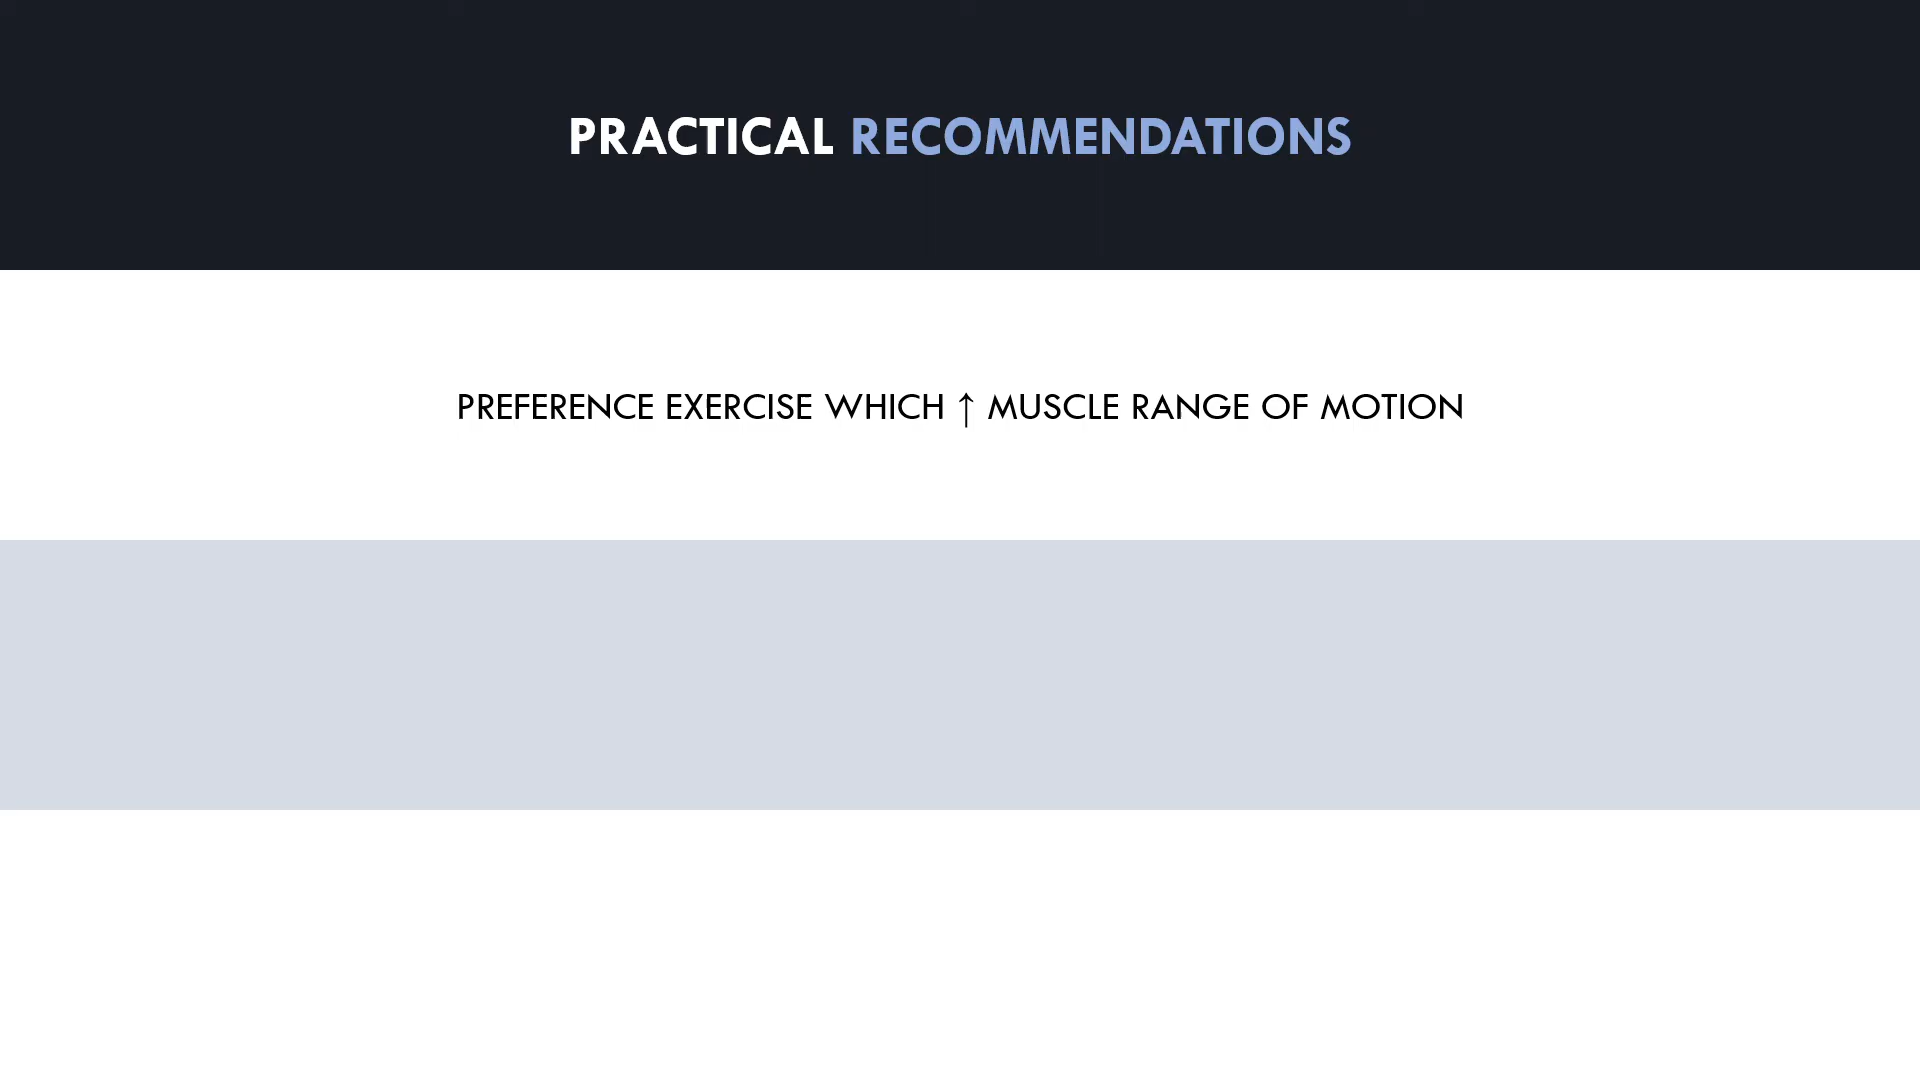 PRACTICAL RECOMMENDATIONS
PREFERENCE EXERCISE WHICH ↑ MUSCLE RANGE OF MOTION